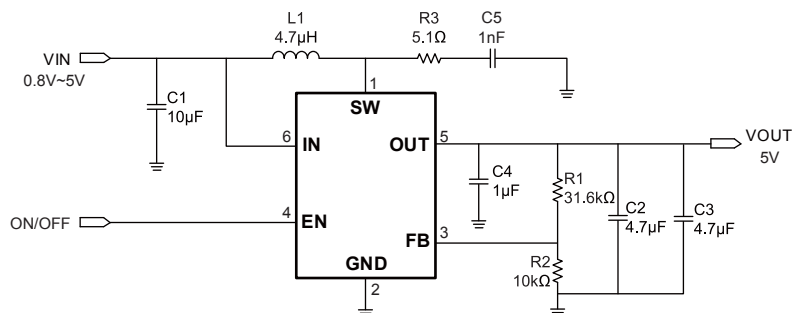 L1
4.7µH
R3
5.1Ω
C5
1nF
VIN
0.8V~5V
C1
10µF
1
SW
6
IN
OUT
5
VOUT
5V
C4
1µF
R1
31.6kΩ
C2
4.7µF
C3
4.7µF
ON/OFF
4
EN
FB
3
R2
10kΩ
GND
2